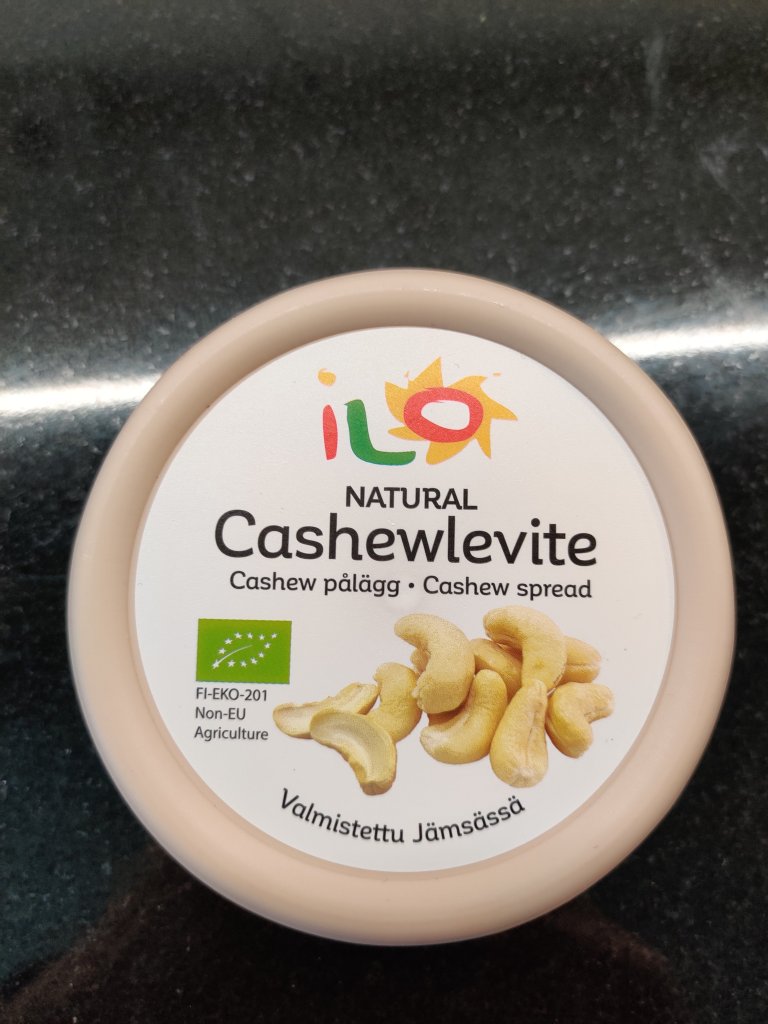 iLO
NATURAL
Cashewlevite
Cashew pålägg • Cashew spread
FI-EKO-201
Non-EU
Agriculture
Valmistettu Jämsässä